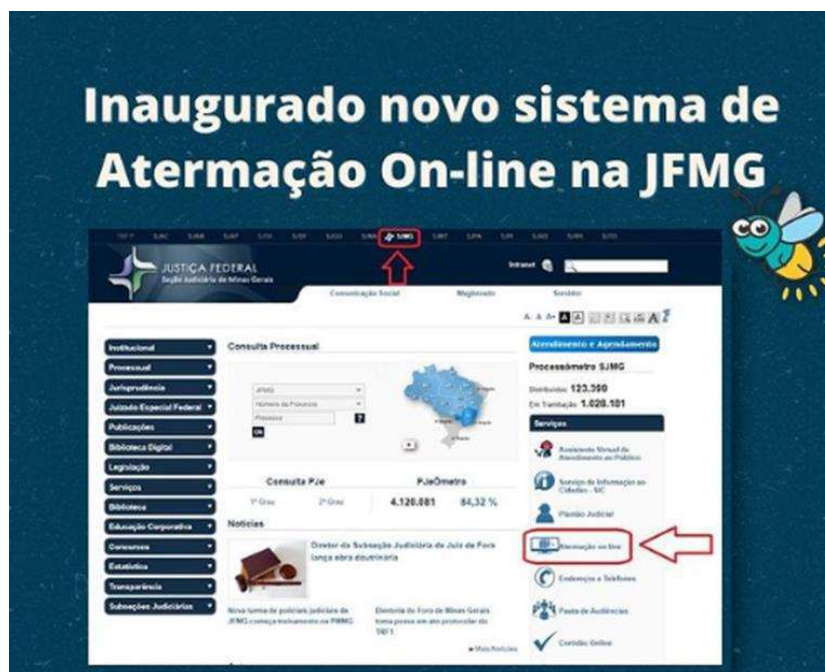 Inaugurado novo sistema de
Atermação On-line na JFMG
SJMG
JUSTIÇA FEDERAL
Seção Judiciária de Minas Gerais
Intranet
Comunicação Social
Magistrado
Servidor
A- A A+
Institucional
Processual
Jurisprudência
Juizado Especial Federal
Publicações
Biblioteca Digital
Legislação
Serviços
Biblioteca
Educação Corporativa
Concursos
Estatística
Transparência
Subseções Judiciárias
Consulta Processual
JFMG
Número do Processo
Processo
?
OK
Consulta PJe
1º Grau
2º Grau
PJeÔmetro
4.120.081
84,32 %
Notícias
Diretor da Subseção Judiciária de Juiz de Fora
lança obra doutrinária
Nova turma de policiais judiciais da
JFMG começa treinamento na PMMG
Diretoria do Foro de Minas Gerais
toma posse em ato protocolar do
TRF1
Mais Notícias
Atendimento e Agendamento
Processômetro SJMG
Distribuídos: 123.399
Em Tramitação: 1.028.181
Serviços
Assistente Virtual de
Atendimento ao Público
Serviço de Informação ao
Cidadão - SIC
Plantão Judicial
Atermação on-line
Endereços e Telefones
Pauta de Audiências
Certidão Online